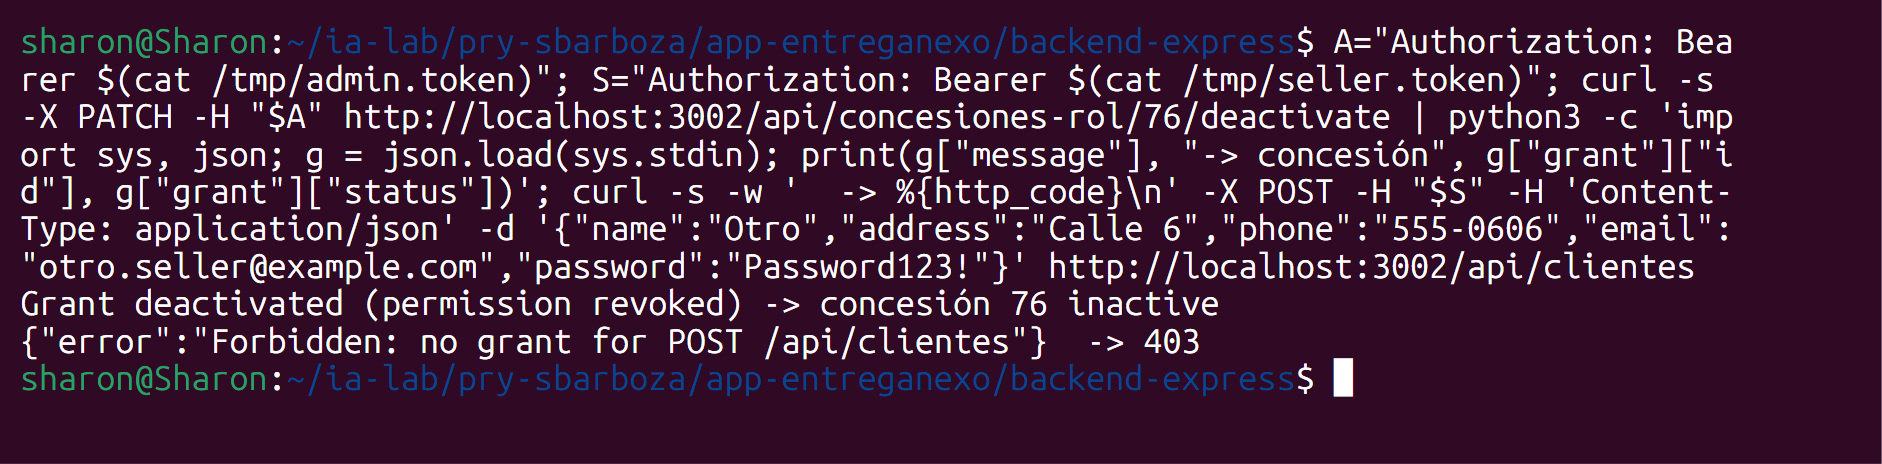 sharon@Sharon:~/ia-lab/pry-sbarboza/app-entreganexo/backend-express$ A="Authorization: Bea
rer $(cat /tmp/admin.token)"; S="Authorization: Bearer $(cat /tmp/seller.token)"; curl -s
-X PATCH -H "$A" http://localhost:3002/api/concesiones-rol/76/deactivate | python3 -c 'imp
ort sys, json; g = json.load(sys.stdin); print(g["message"], "-> concesión", g["grant"]["i
d"], g["grant"]["status"])'; curl -s -w '  -> %{http_code}\n' -X POST -H "$S" -H 'Content-
Type: application/json' -d '{"name":"Otro","address":"Calle 6","phone":"555-0606","email":
"otro.seller@example.com","password":"Password123!"}' http://localhost:3002/api/clientes
Grant deactivated (permission revoked) -> concesión 76 inactive
{"error":"Forbidden: no grant for POST /api/clientes"}  -> 403
sharon@Sharon:~/ia-lab/pry-sbarboza/app-entreganexo/backend-express$